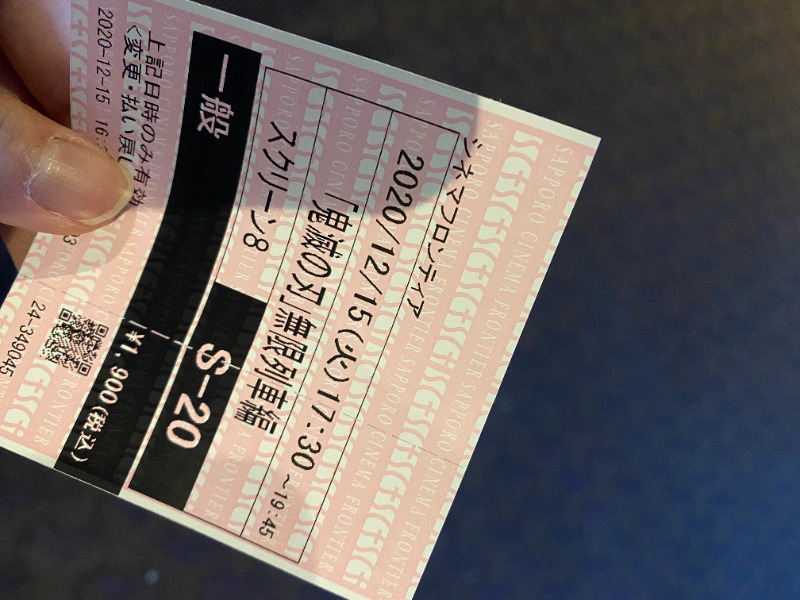 シネマフロンティア
2020/12/15(火)17:30~19:45
「鬼滅の刃」無限列車編
スクリーン8
S-20
一般
¥1,900(税込)
上記日時のみ有効
<変更・払い戻し
2020-12-15 16:
24-349045
SAPPORO CINEMA FRONTIER